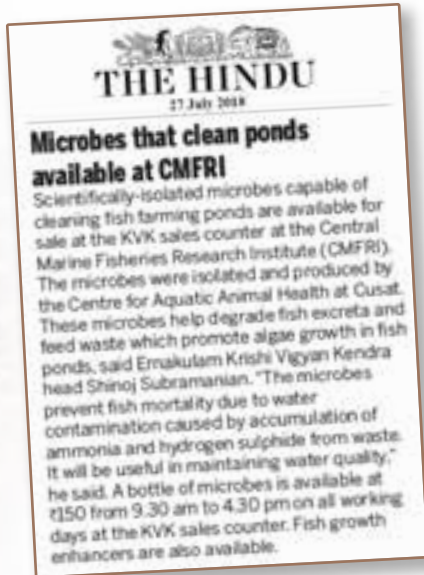 THE HINDU
27 July 2018
Microbes that clean ponds
available at CMFRI
Scientifically-isolated microbes capable of
cleaning fish farming ponds are available for
sale at the KVK sales counter at the Central
Marine Fisheries Research Institute (CMFRI).
The microbes were isolated and produced by
the Centre for Aquatic Animal Health at Cusat.
These microbes help degrade fish excreta and
feed waste which promote algae growth in fish
ponds, said Ernakulam Krishi Vigyan Kendra
head Shinoj Subramanian. “The microbes
prevent fish mortality due to water
contamination caused by accumulation of
ammonia and hydrogen sulphide from waste.
It will be useful in maintaining water quality,”
he said. A bottle of microbes is available at
₹150 from 9.30 am to 4.30 pm on all working
days at the KVK sales counter. Fish growth
enhancers are also available.